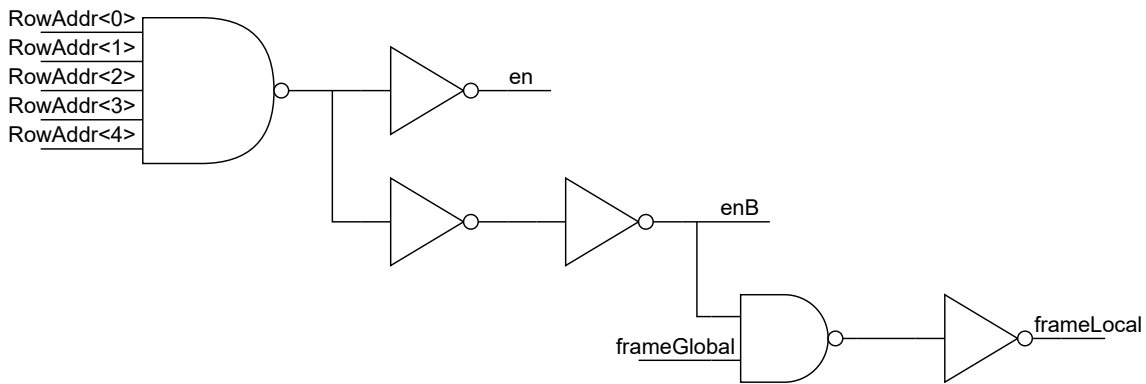 RowAddr<0>
RowAddr<1>
RowAddr<2>
RowAddr<3>
RowAddr<4>
en
enB
frameGlobal
frameLocal